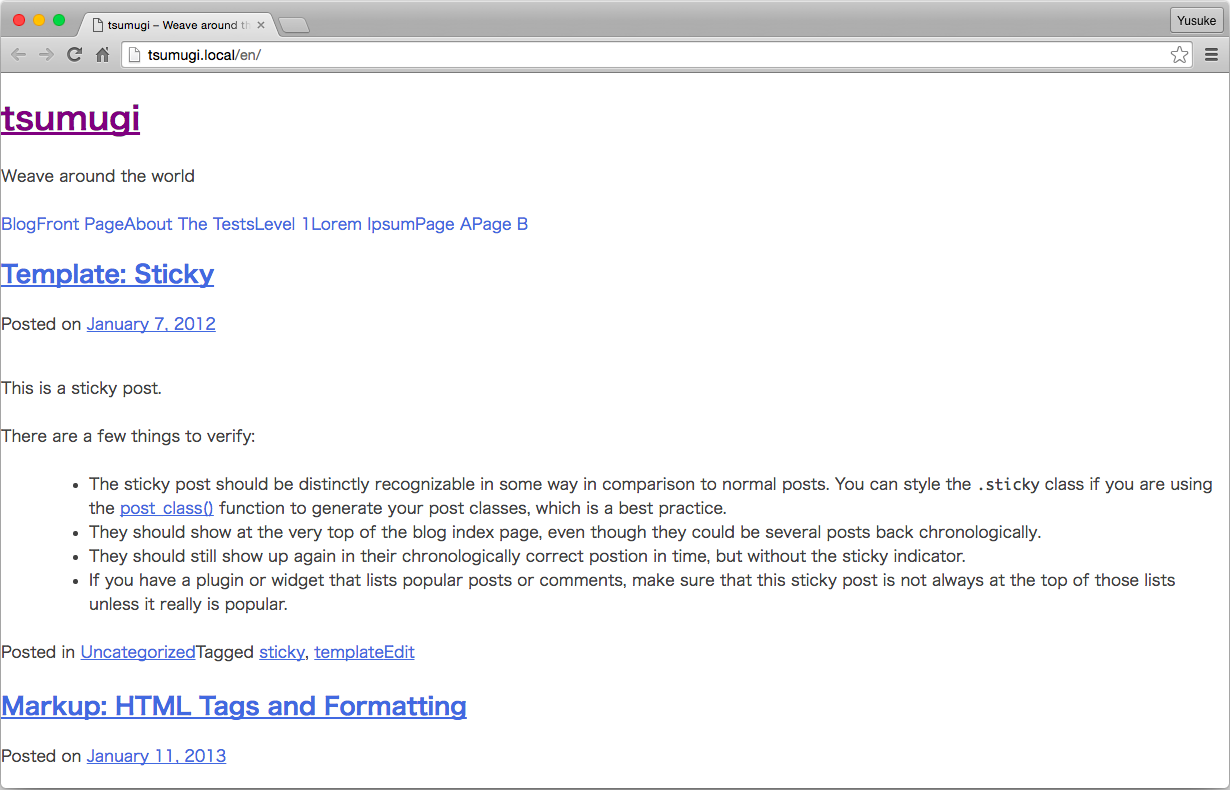 tsumugi – Weave around th
Yusuke
tsumugi.local/en/
tsumugi
Weave around the world
BlogFront PageAbout The TestsLevel 1Lorem IpsumPage APage B
Template: Sticky
Posted on January 7, 2012
This is a sticky post.
There are a few things to verify:
• The sticky post should be distinctly recognizable in some way in comparison to normal posts. You can style the .sticky class if you are using
the post_class() function to generate your post classes, which is a best practice.
• They should show at the very top of the blog index page, even though they could be several posts back chronologically.
• They should still show up again in their chronologically correct postion in time, but without the sticky indicator.
• If you have a plugin or widget that lists popular posts or comments, make sure that this sticky post is not always at the top of those lists
unless it really is popular.
Posted in UncategorizedTagged sticky, templateEdit
Markup: HTML Tags and Formatting
Posted on January 11, 2013